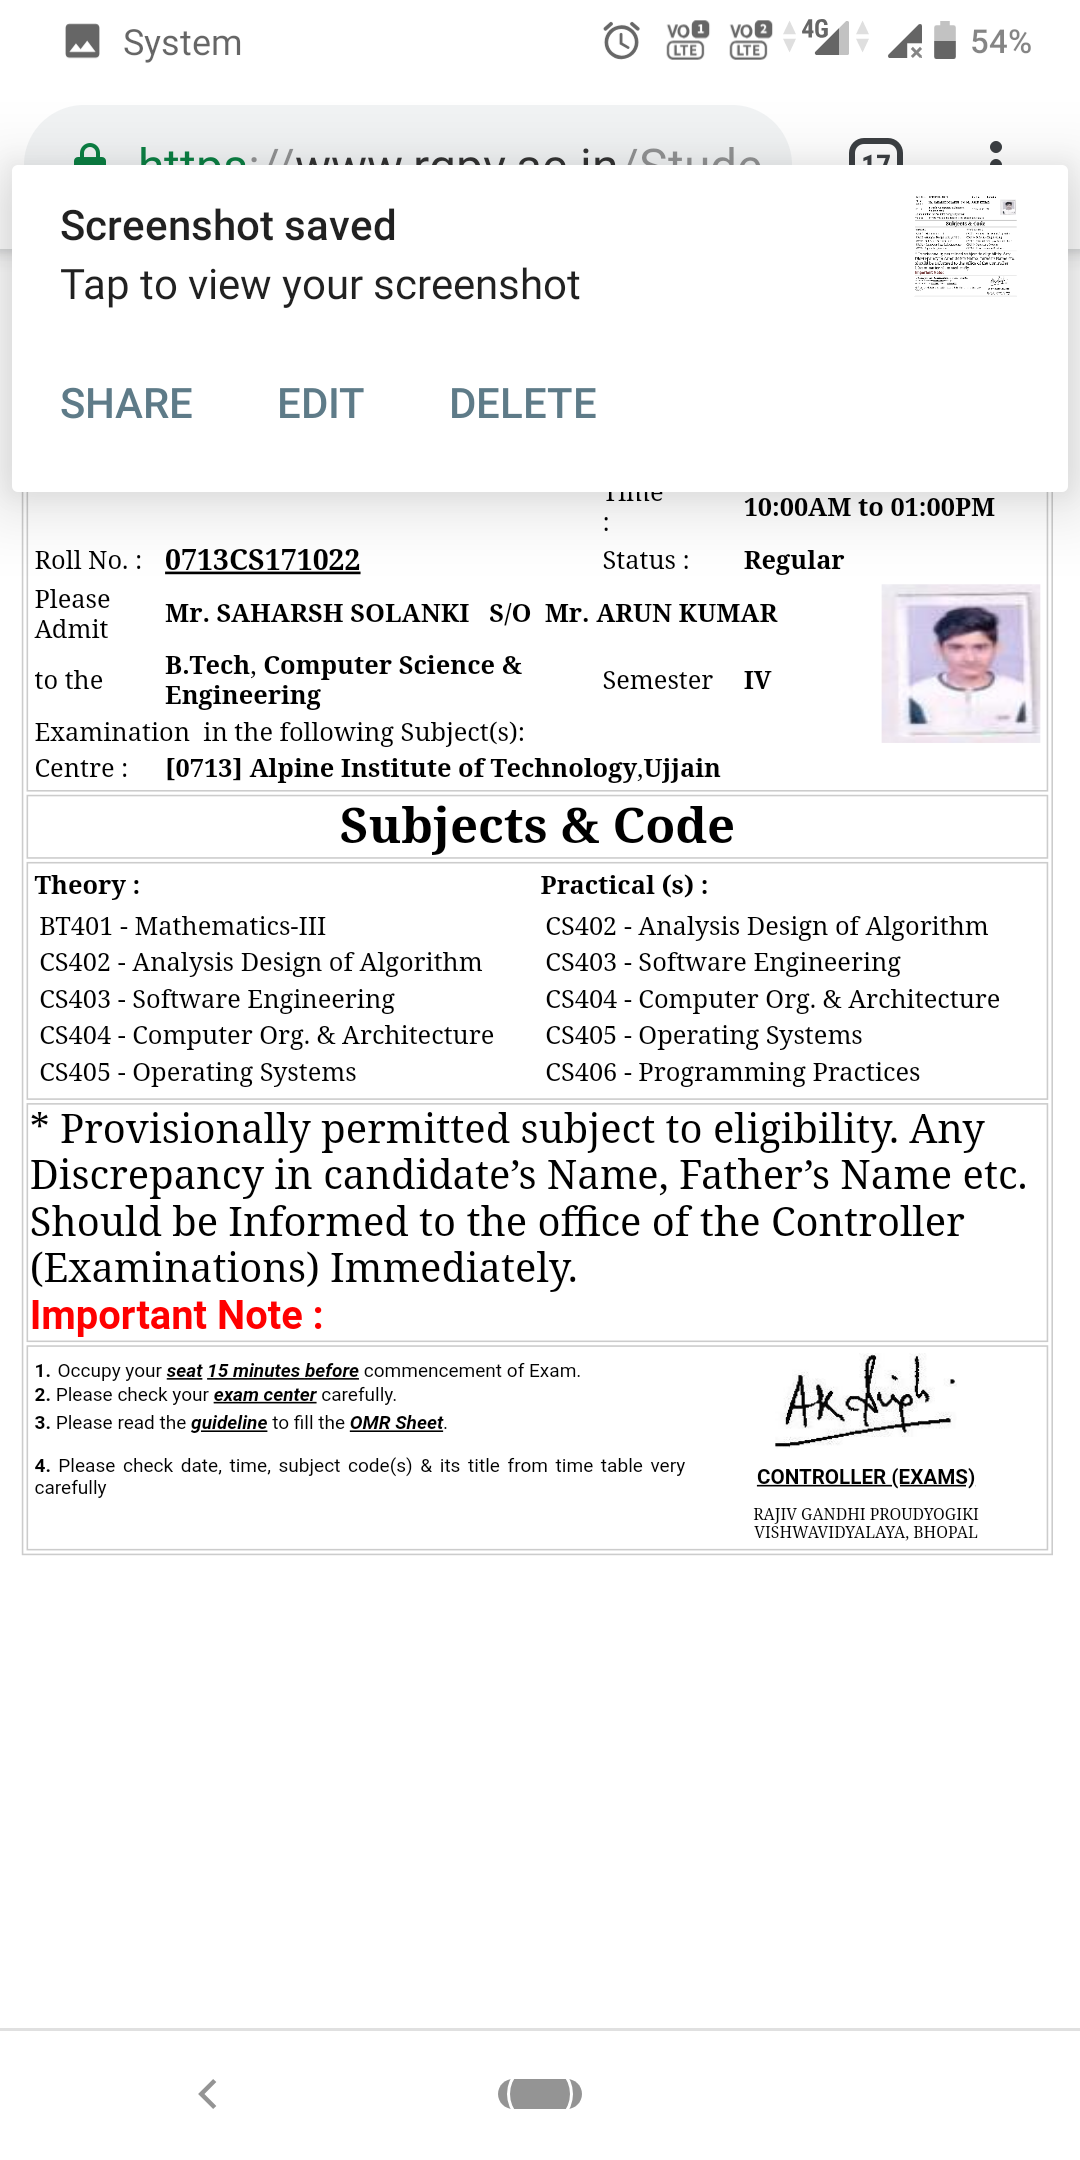 System
VO 1 LTE VO 2 LTE 4G 54%
https://www.rgpv.ac.in/Stude
17
Screenshot saved
Tap to view your screenshot
SHARE EDIT DELETE
Time
: 10:00AM to 01:00PM
Roll No. : 0713CS171022 Status : Regular
Please
Admit Mr. SAHARSH SOLANKI S/O Mr. ARUN KUMAR
to the B.Tech, Computer Science &
Engineering Semester IV
Examination in the following Subject(s):
Centre : [0713] Alpine Institute of Technology,Ujjain
Subjects & Code
Theory : Practical (s) :
BT401 - Mathematics-III CS402 - Analysis Design of Algorithm
CS402 - Analysis Design of Algorithm CS403 - Software Engineering
CS403 - Software Engineering CS404 - Computer Org. & Architecture
CS404 - Computer Org. & Architecture CS405 - Operating Systems
CS405 - Operating Systems CS406 - Programming Practices
* Provisionally permitted subject to eligibility. Any
Discrepancy in candidate’s Name, Father’s Name etc.
Should be Informed to the office of the Controller
(Examinations) Immediately.
Important Note :
1. Occupy your seat 15 minutes before commencement of Exam.
2. Please check your exam center carefully.
3. Please read the guideline to fill the OMR Sheet.
4. Please check date, time, subject code(s) & its title from time table very
carefully
AK Singh
CONTROLLER (EXAMS)
RAJIV GANDHI PROUDYOGIKI
VISHWAVIDYALAYA, BHOPAL